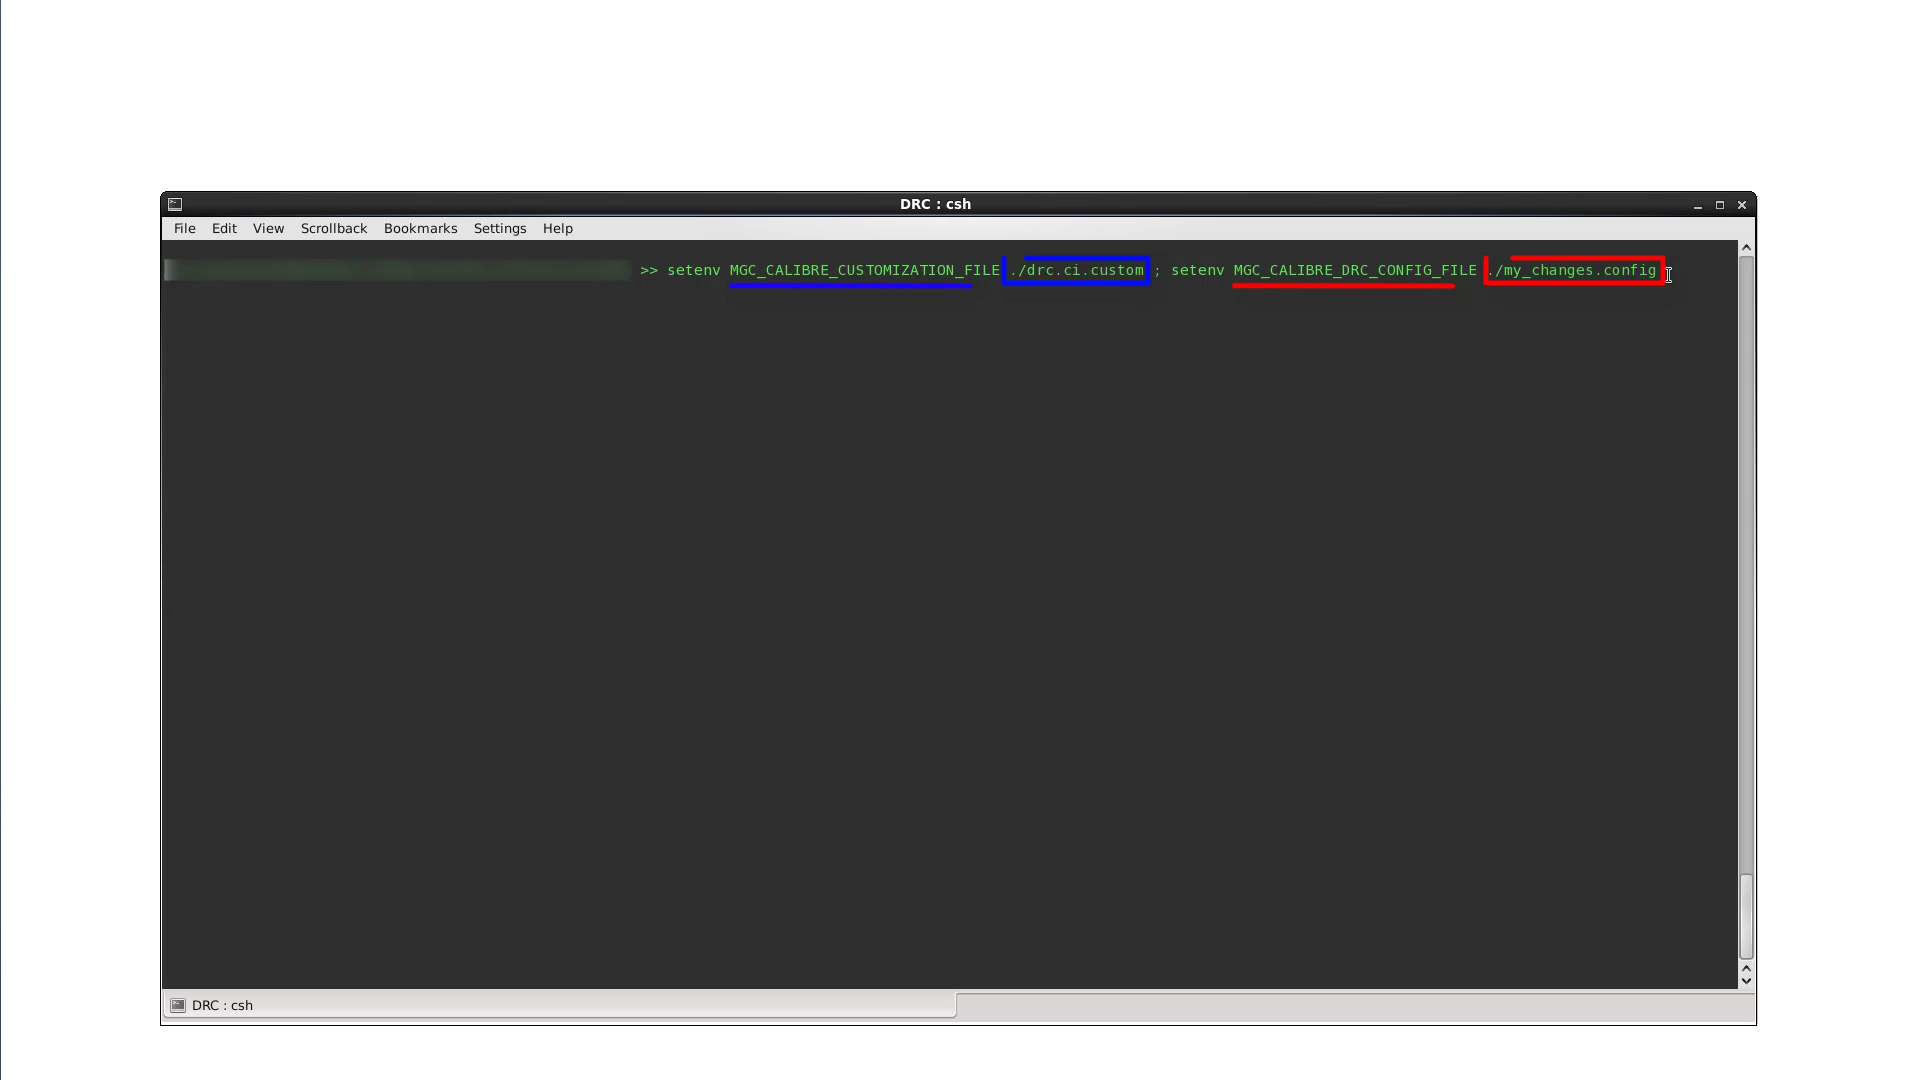 DRC : csh
File Edit View Scrollback Bookmarks Settings Help
>> setenv MGC_CALIBRE_CUSTOMIZATION_FILE ./drc.ci.custom ; setenv MGC_CALIBRE_DRC_CONFIG_FILE ./my_changes.config
DRC : csh